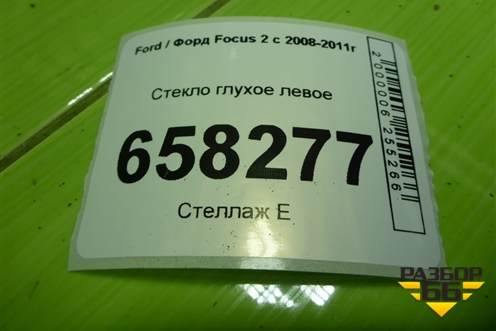 Ford / Форд Focus 2 с 2008-2011г
Стекло глухое левое
658277
Стеллаж Е
2000006255266
РАЗБОР
66